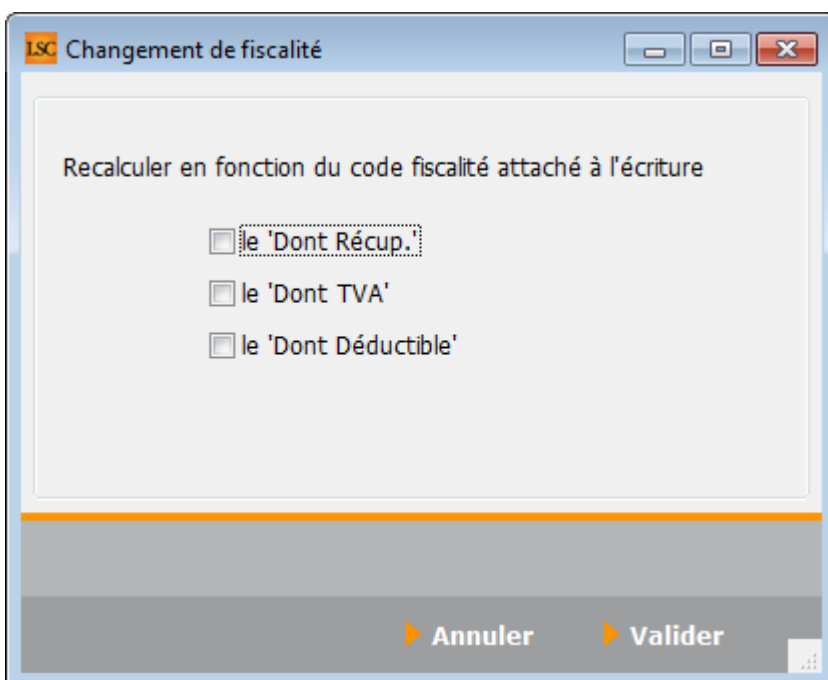 LSC Changement de fiscalité
Recalculer en fonction du code fiscalité attaché à l'écriture
le 'Dont Récup.'
le 'Dont TVA'
le 'Dont Déductible'
Annuler Valider